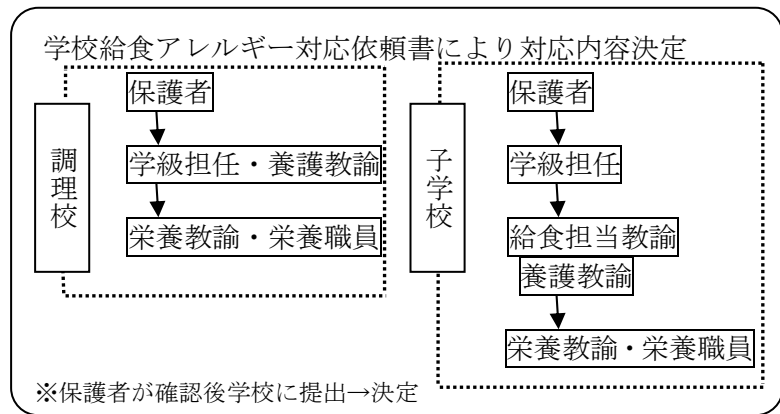 学校給食アレルギー対応依頼書により対応内容決定
調理校
保護者
学級担任・養護教諭
栄養教諭・栄養職員
子学校
保護者
学級担任
給食担当教諭
養護教諭
栄養教諭・栄養職員
※保護者が確認後学校に提出→決定